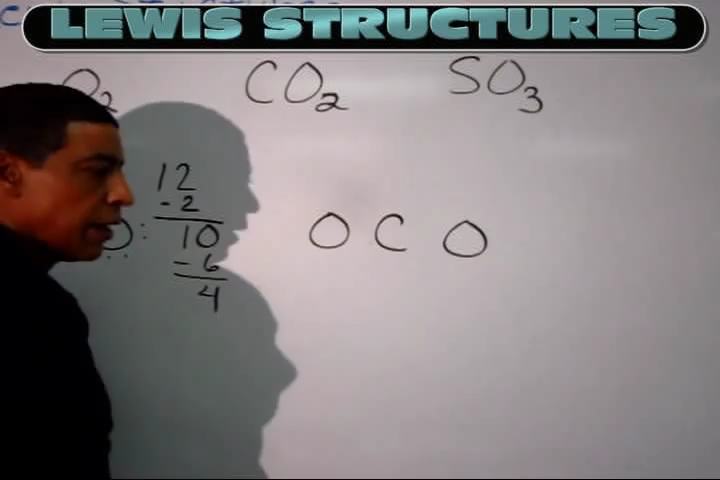 LEWIS STRUCTURES
O₂ CO₂ SO₃
12
- 2
O: 10 O C O
- 6
4